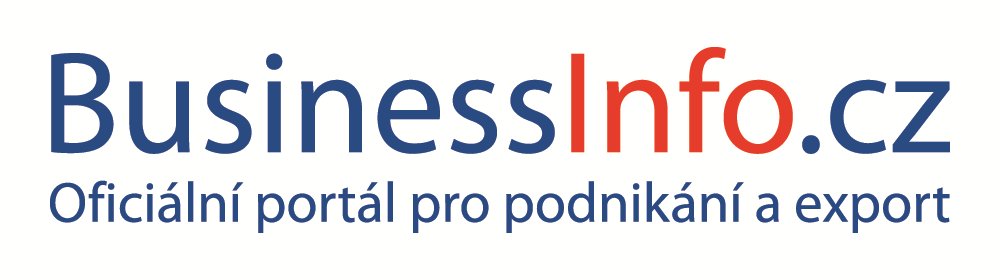 BusinessInfo.cz
Oficiální portál pro podnikání a export